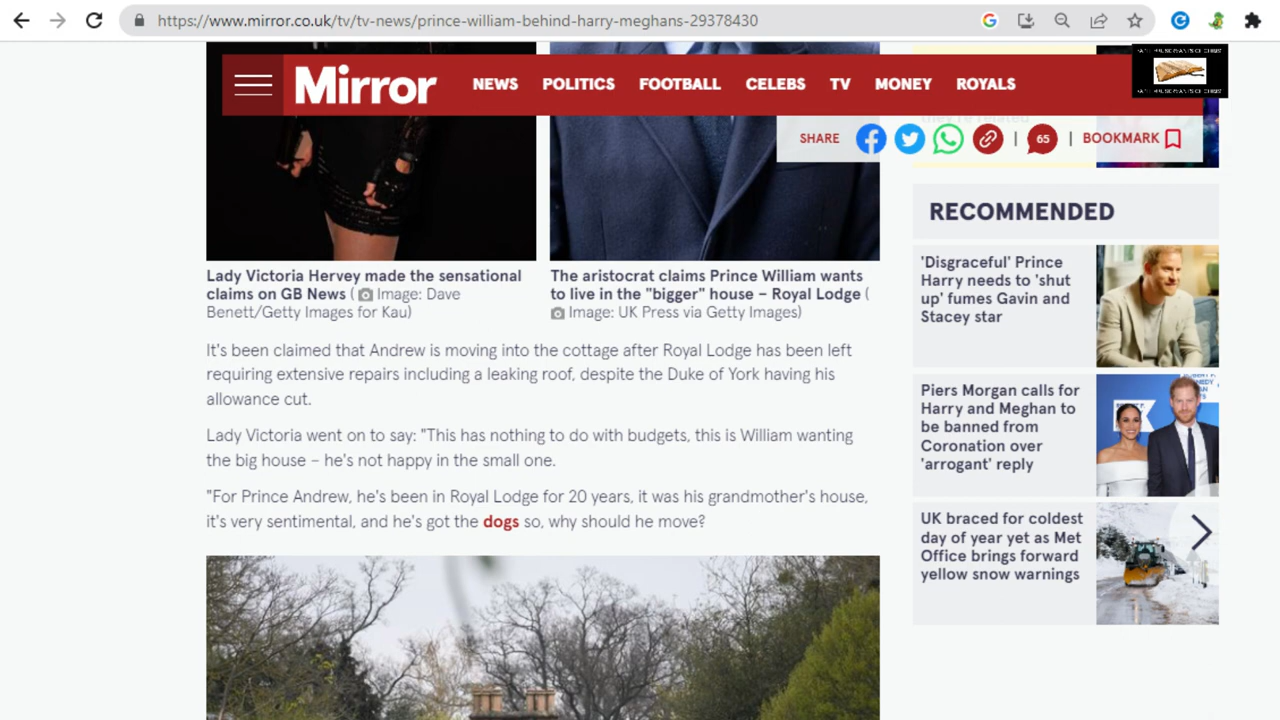 https://www.mirror.co.uk/tv/tv-news/prince-william-behind-harry-meghans-29378430
Mirror
NEWS POLITICS FOOTBALL CELEBS TV MONEY ROYALS
they're related
SHARE 65 BOOKMARK
Lady Victoria Hervey made the sensational
claims on GB News ( Image: Dave
Benett/Getty Images for Kau)
The aristocrat claims Prince William wants
to live in the "bigger" house – Royal Lodge (
Image: UK Press via Getty Images)
It's been claimed that Andrew is moving into the cottage after Royal Lodge has been left
requiring extensive repairs including a leaking roof, despite the Duke of York having his
allowance cut.
Lady Victoria went on to say: "This has nothing to do with budgets, this is William wanting
the big house – he's not happy in the small one.
"For Prince Andrew, he's been in Royal Lodge for 20 years, it was his grandmother's house,
it's very sentimental, and he's got the dogs so, why should he move?
RECOMMENDED
'Disgraceful' Prince
Harry needs to 'shut
up' fumes Gavin and
Stacey star
Piers Morgan calls for
Harry and Meghan to
be banned from
Coronation over
'arrogant' reply
UK braced for coldest
day of year yet as Met
Office brings forward
yellow snow warnings